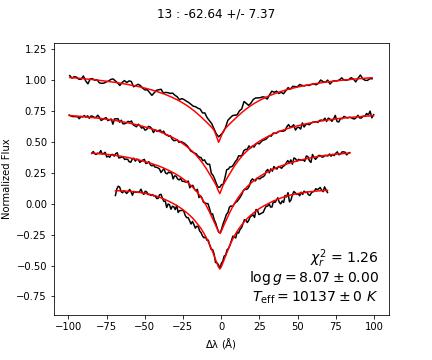 13 : -62.64 +/- 7.37
Normalized Flux
1.25
1.00
0.75
0.50
0.25
0.00
−0.25
−0.50
−0.75
χ²ᵣ = 1.26
log g = 8.07 ± 0.00
T_eff = 10137 ± 0 K
−100 −75 −50 −25 0 25 50 75 100
Δλ (Å)